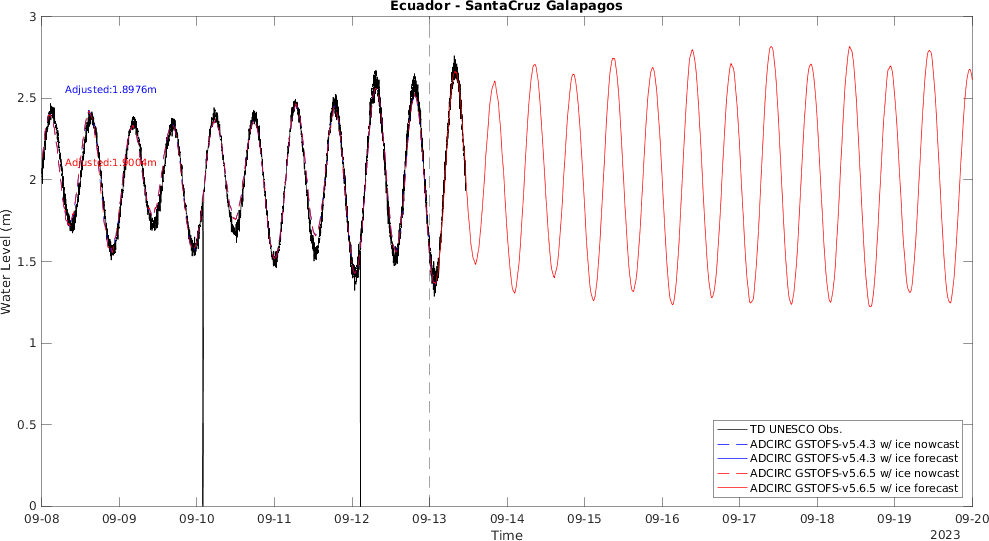 Ecuador - SantaCruz Galapagos
3
2.5
2
1.5
1
0.5
0
Water Level (m)
Adjusted:1.8976m
Adjusted:1.9004m
TD UNESCO Obs.
ADCIRC GSTOFS-v5.4.3 w/ ice nowcast
ADCIRC GSTOFS-v5.4.3 w/ ice forecast
ADCIRC GSTOFS-v5.6.5 w/ ice nowcast
ADCIRC GSTOFS-v5.6.5 w/ ice forecast
09-08 09-09 09-10 09-11 09-12 09-13 09-14 09-15 09-16 09-17 09-18 09-19 09-20
Time
2023